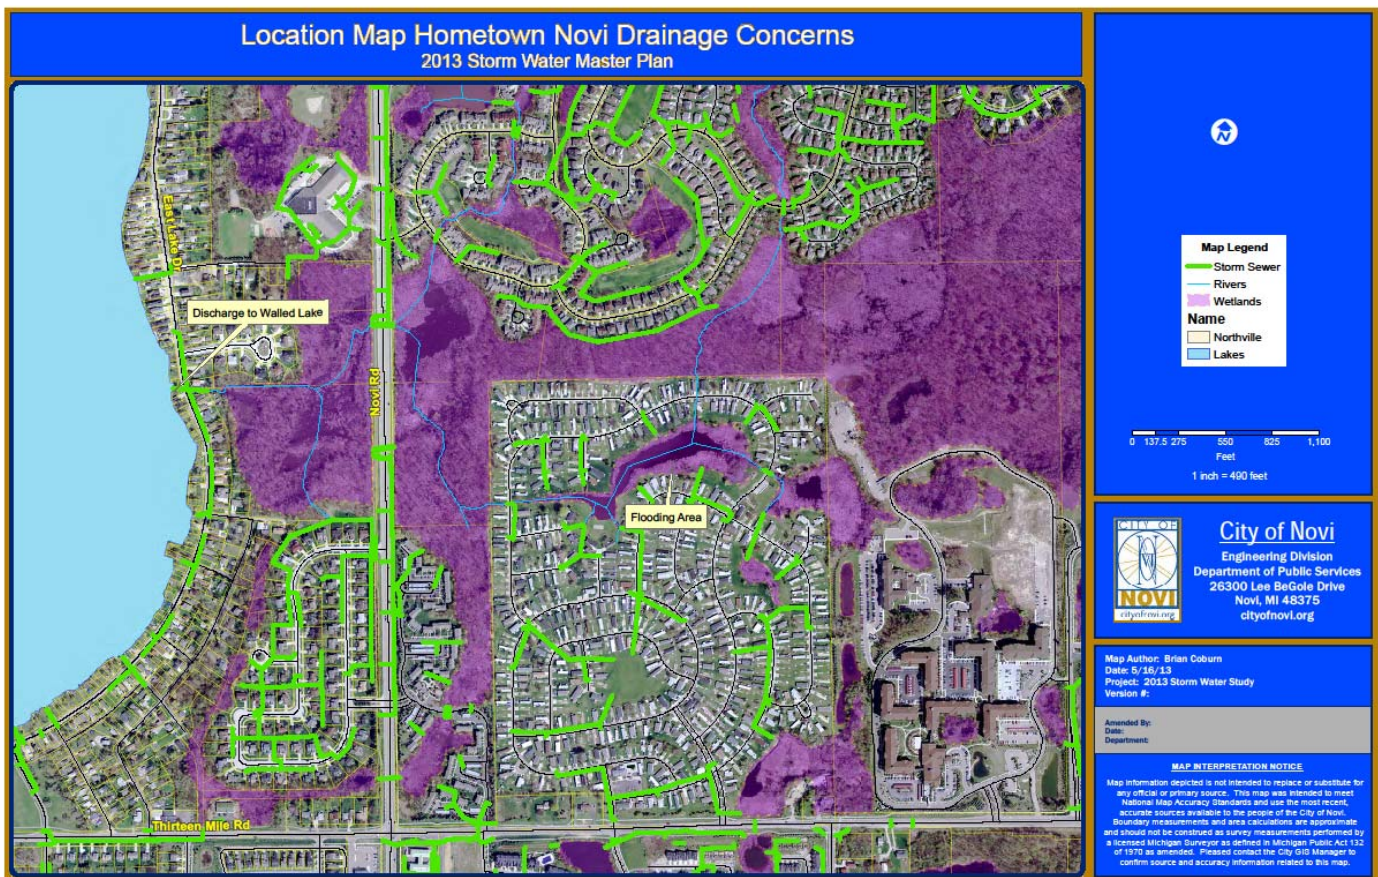 Location Map Hometown Novi Drainage Concerns
2013 Storm Water Master Plan
East Lake Dr
Discharge to Walled Lake
Novi Rd
Flooding Area
Thirteen Mile Rd
N
Map Legend
Storm Sewer
Rivers
Wetlands
Name
Northville
Lakes
0 137.5 275 550 825 1,100
Feet
1 inch = 490 feet
CITY OF
NOVI
cityofnovi.org
City of Novi
Engineering Division
Department of Public Services
26300 Lee BeGole Drive
Novi, MI 48375
cityofnovi.org
Map Author: Brian Coburn
Date: 5/16/13
Project: 2013 Storm Water Study
Version #:
Amended By:
Date:
Department:
MAP INTERPRETATION NOTICE
Map information depicted is not intended to replace or substitute for
any official or primary source. This map was intended to meet
National Map Accuracy Standards and use the most recent,
accurate sources available to the people of the City of Novi.
Boundary measurements and area calculations are approximate
and should not be construed as survey measurements performed by
a licensed Michigan Surveyor as defined in Michigan Public Act 132
of 1970 as amended. Pleased contact the City GIS Manager to
confirm source and accuracy information related to this map.